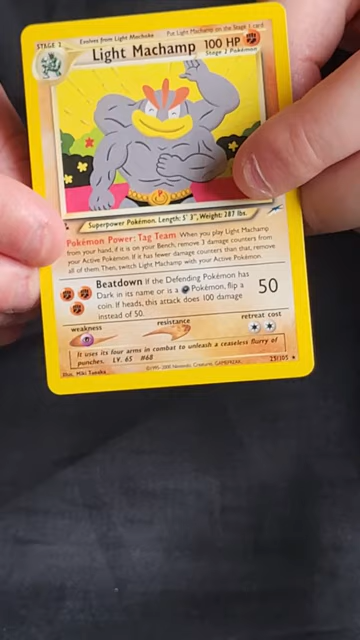 STAGE 2
Evolves from Light Machoke
Put Light Machamp on the Stage 1 card
Light Machamp 100 HP
Stage 2 Pokémon
Superpower Pokémon. Length: 5' 3", Weight: 287 lbs.
Pokémon Power: Tag Team When you play Light Machamp
from your hand, if it is on your Bench, remove 3 damage counters from
your Active Pokémon. If it has fewer damage counters than that, remove
all of them. Then, switch Light Machamp with your Active Pokémon.
Beatdown If the Defending Pokémon has
Dark in its name or is a Pokémon, flip a
coin. If heads, this attack does 100 damage
instead of 50.
50
weakness
resistance
retreat cost
It uses its four arms in combat to unleash a ceaseless flurry of
punches. LV. 65 #68
Illus. Miki Tanaka
©1995-2000 Nintendo, Creatures, GAMEFREAK.
25/105